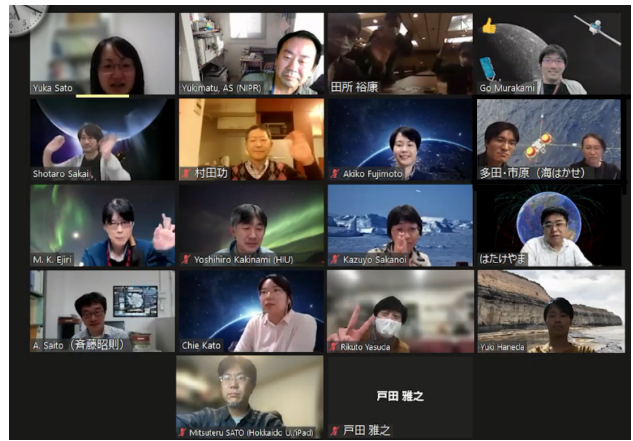 Yuka Sato
Yukimatu, AS (NIPR)
田所 裕康
Go Murakami
Shotaro Sakai
村田功
Akiko Fujimoto
多田・市原（海はかせ）
M. K. Ejiri
Yoshihiro Kakinami (HIU)
Kazuyo Sakanoi
はたけやま
A. Saito（斉藤昭則）
Chie Kato
Rikuto Yasuda
Yuki Haneda
Mitsuteru SATO (Hokkaido U./iPad)
戸田 雅之
戸田 雅之